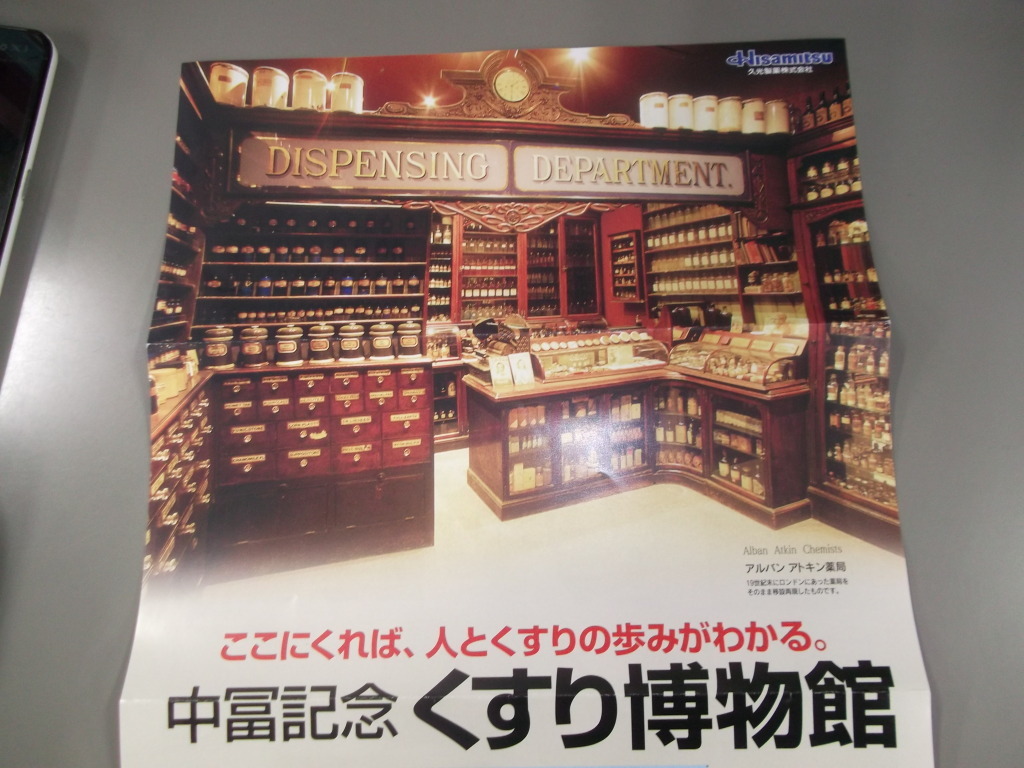 Hisamitsu
久光製薬株式会社
DISPENSING DEPARTMENT.
Alban Atkin Chemists
アルバン アトキン薬局
19世紀末にロンドンにあった薬局を
そのまま移設再現したものです。
ここにくれば、人とくすりの歩みがわかる。
中冨記念くすり博物館